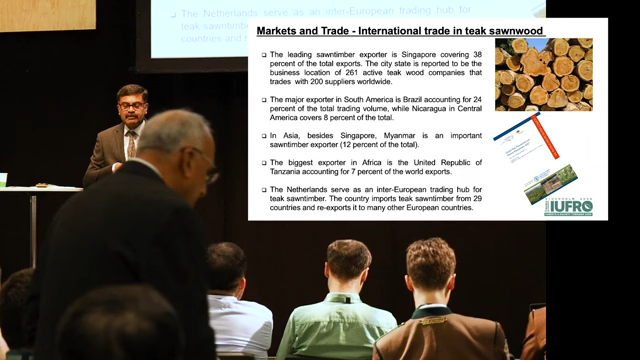 The Netherlands serve as an inter-European trading hub for
teak sawntimb
countries and r
Markets and Trade - International trade in teak sawnwood
The leading sawntimber exporter is Singapore covering 38
percent of the total exports. The city state is reported to be the
business location of 261 active teak wood companies that
trades with 200 suppliers worldwide.
The major exporter in South America is Brazil accounting for 24
percent of the total trading volume, while Nicaragua in Central
America covers 8 percent of the total.
In Asia, besides Singapore, Myanmar is an important
sawntimber exporter (12 percent of the total).
The biggest exporter in Africa is the United Republic of
Tanzania accounting for 7 percent of the world exports.
The Netherlands serve as an inter-European trading hub for
teak sawntimber. The country imports teak sawntimber from 29
countries and re-exports it to many other European countries.
IUFRO